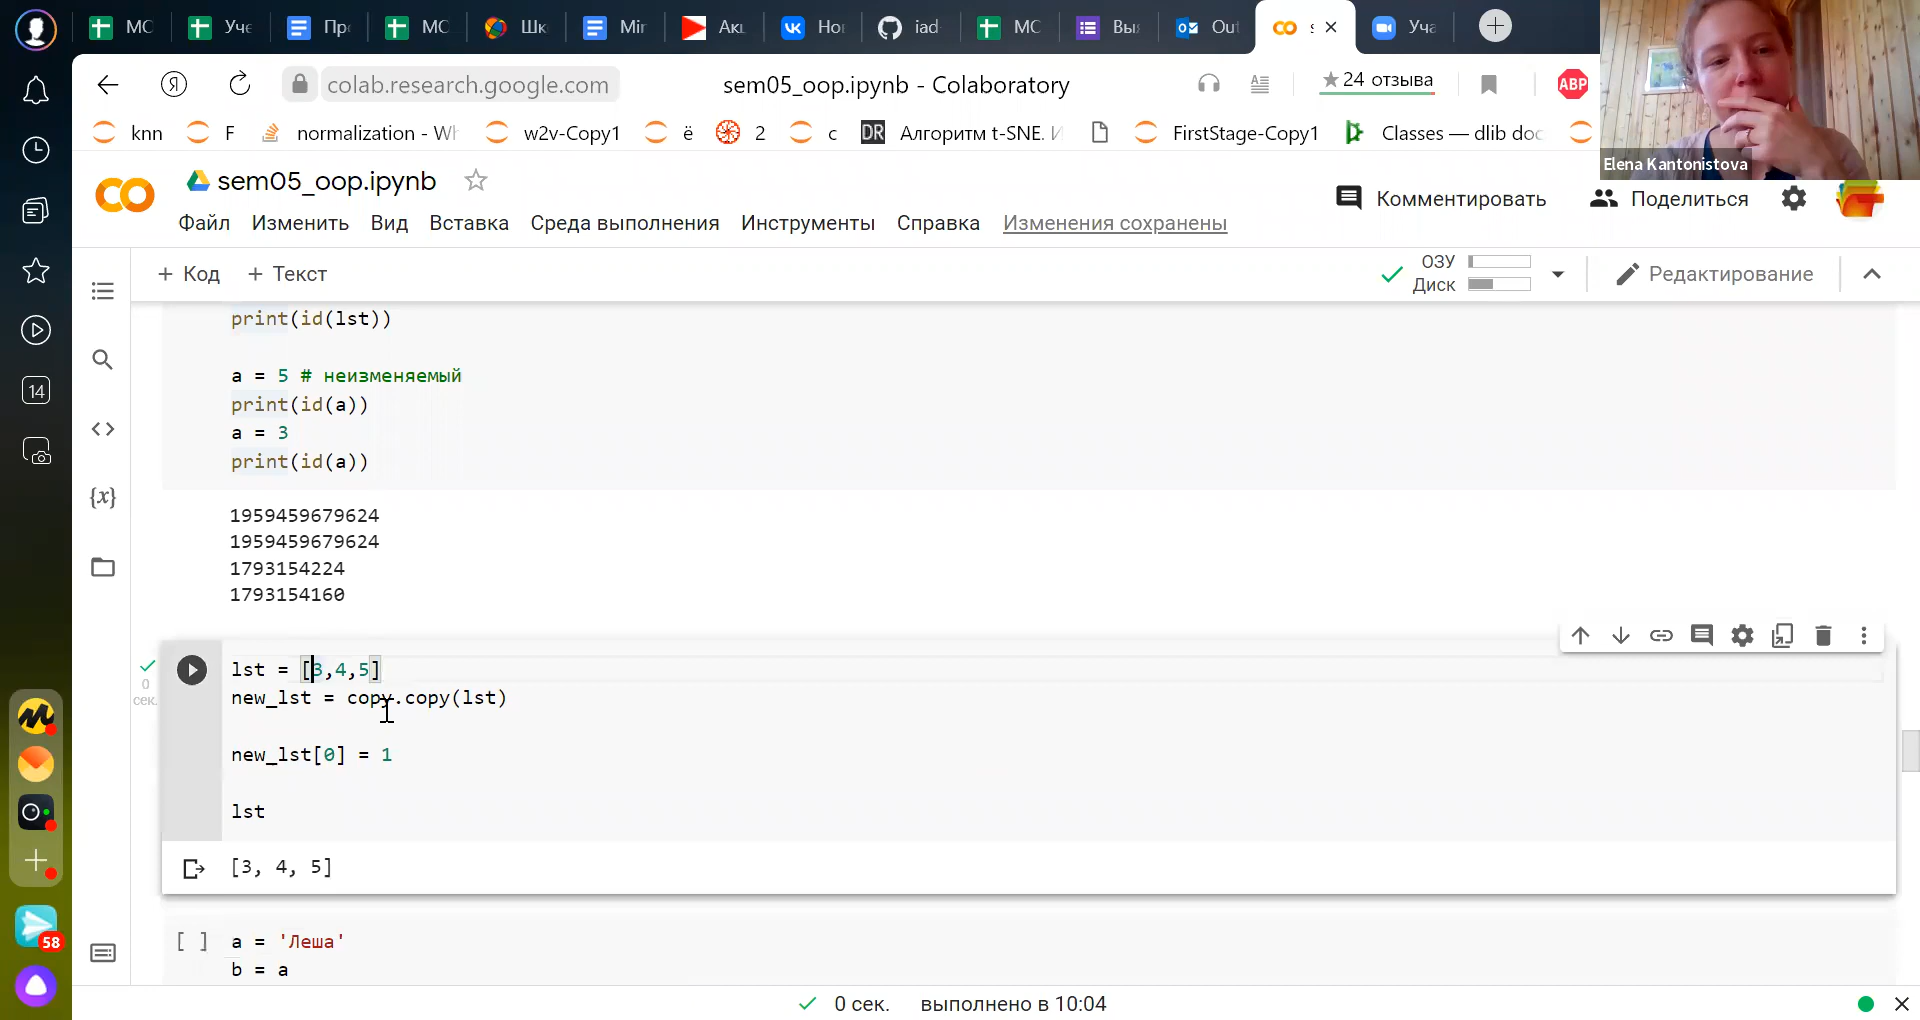 МС
Уче
Пр
МС
Шк
Mir
Акц
Но
iad
МС
Вы
Out
s
Уча
colab.research.google.com
sem05_oop.ipynb - Colaboratory
24 отзыва
ABP
knn
F
normalization - Wh
w2v-Copy1
ё
2
c
DR
Алгоритм t-SNE.
FirstStage-Copy1
Classes — dlib doc
Elena Kantonistova
sem05_oop.ipynb
Комментировать
Поделиться
Файл Изменить Вид Вставка Среда выполнения Инструменты Справка Изменения сохранены
+ Код + Текст
ОЗУ
Диск
Редактирование
print(id(lst))
a = 5 # неизменяемый
print(id(a))
a = 3
print(id(a))
1959459679624
1959459679624
1793154224
1793154160
14
{x}
0
сек.
lst = [3,4,5]
new_lst = copy.copy(lst)
new_lst[0] = 1
lst
[3, 4, 5]
[ ] a = 'Леша'
b = a
58
0 сек. выполнено в 10:04